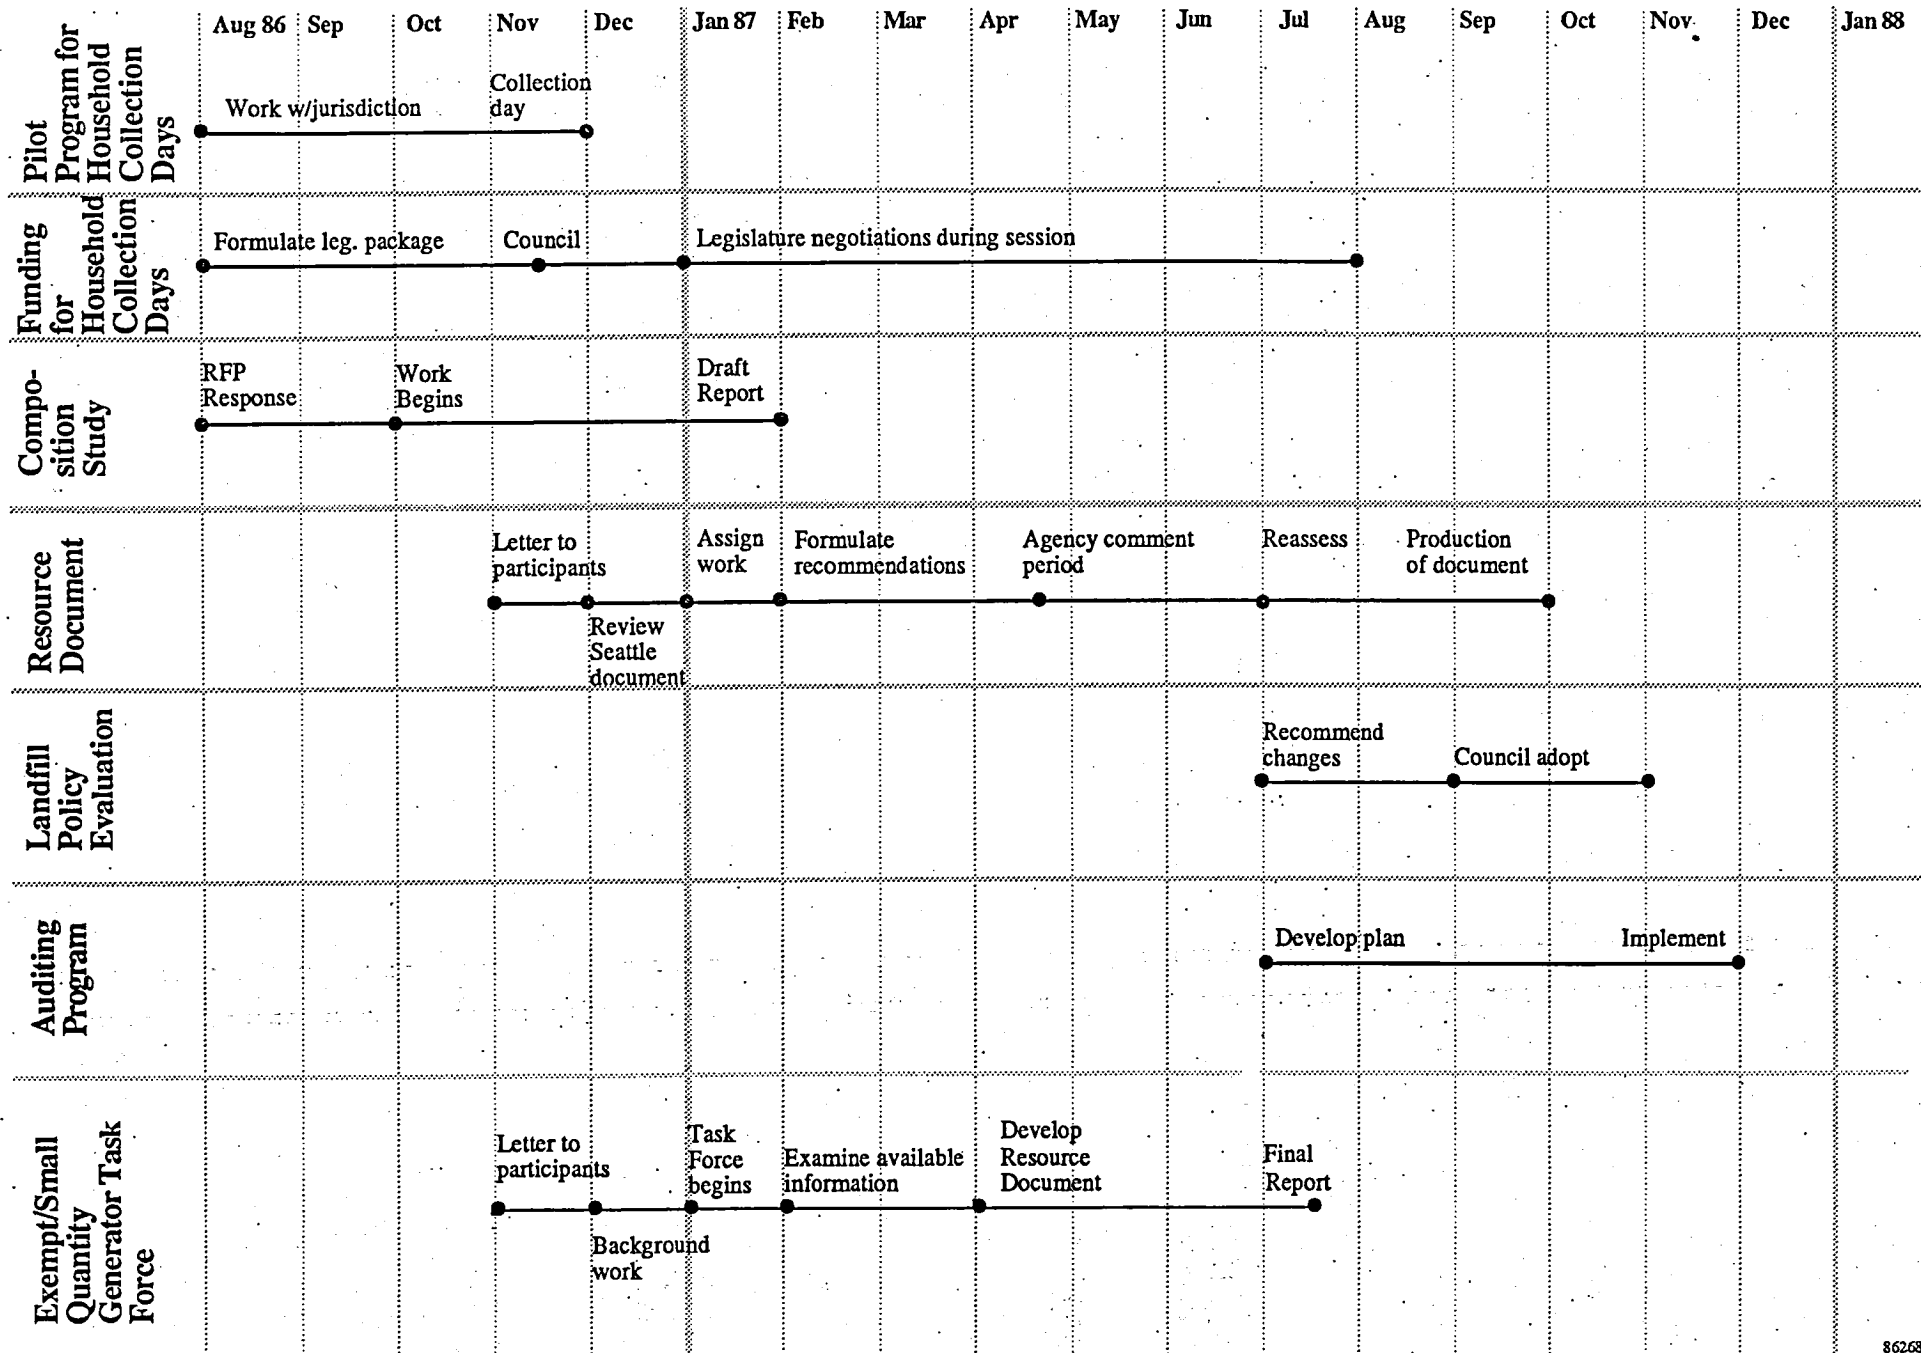 Aug 86 Sep Oct Nov Dec Jan 87 Feb Mar Apr May Jun Jul Aug Sep Oct Nov Dec Jan 88
Pilot
Program for
Household
Collection
Days
Work w/jurisdiction
Collection
day
Funding
for
Household
Collection
Days
Formulate leg. package
Council
Legislature negotiations during session
Compo-
sition
Study
RFP
Response
Work
Begins
Draft
Report
Resource
Document
Letter to
participants
Review
Seattle
document
Assign
work
Formulate
recommendations
Agency comment
period
Reassess
Production
of document
Landfill
Policy
Evaluation
Recommend
changes
Council adopt
Auditing
Program
Develop plan
Implement
Exempt/Small
Quantity
Generator Task
Force
Letter to
participants
Background
work
Task
Force
begins
Examine available
information
Develop
Resource
Document
Final
Report
86268